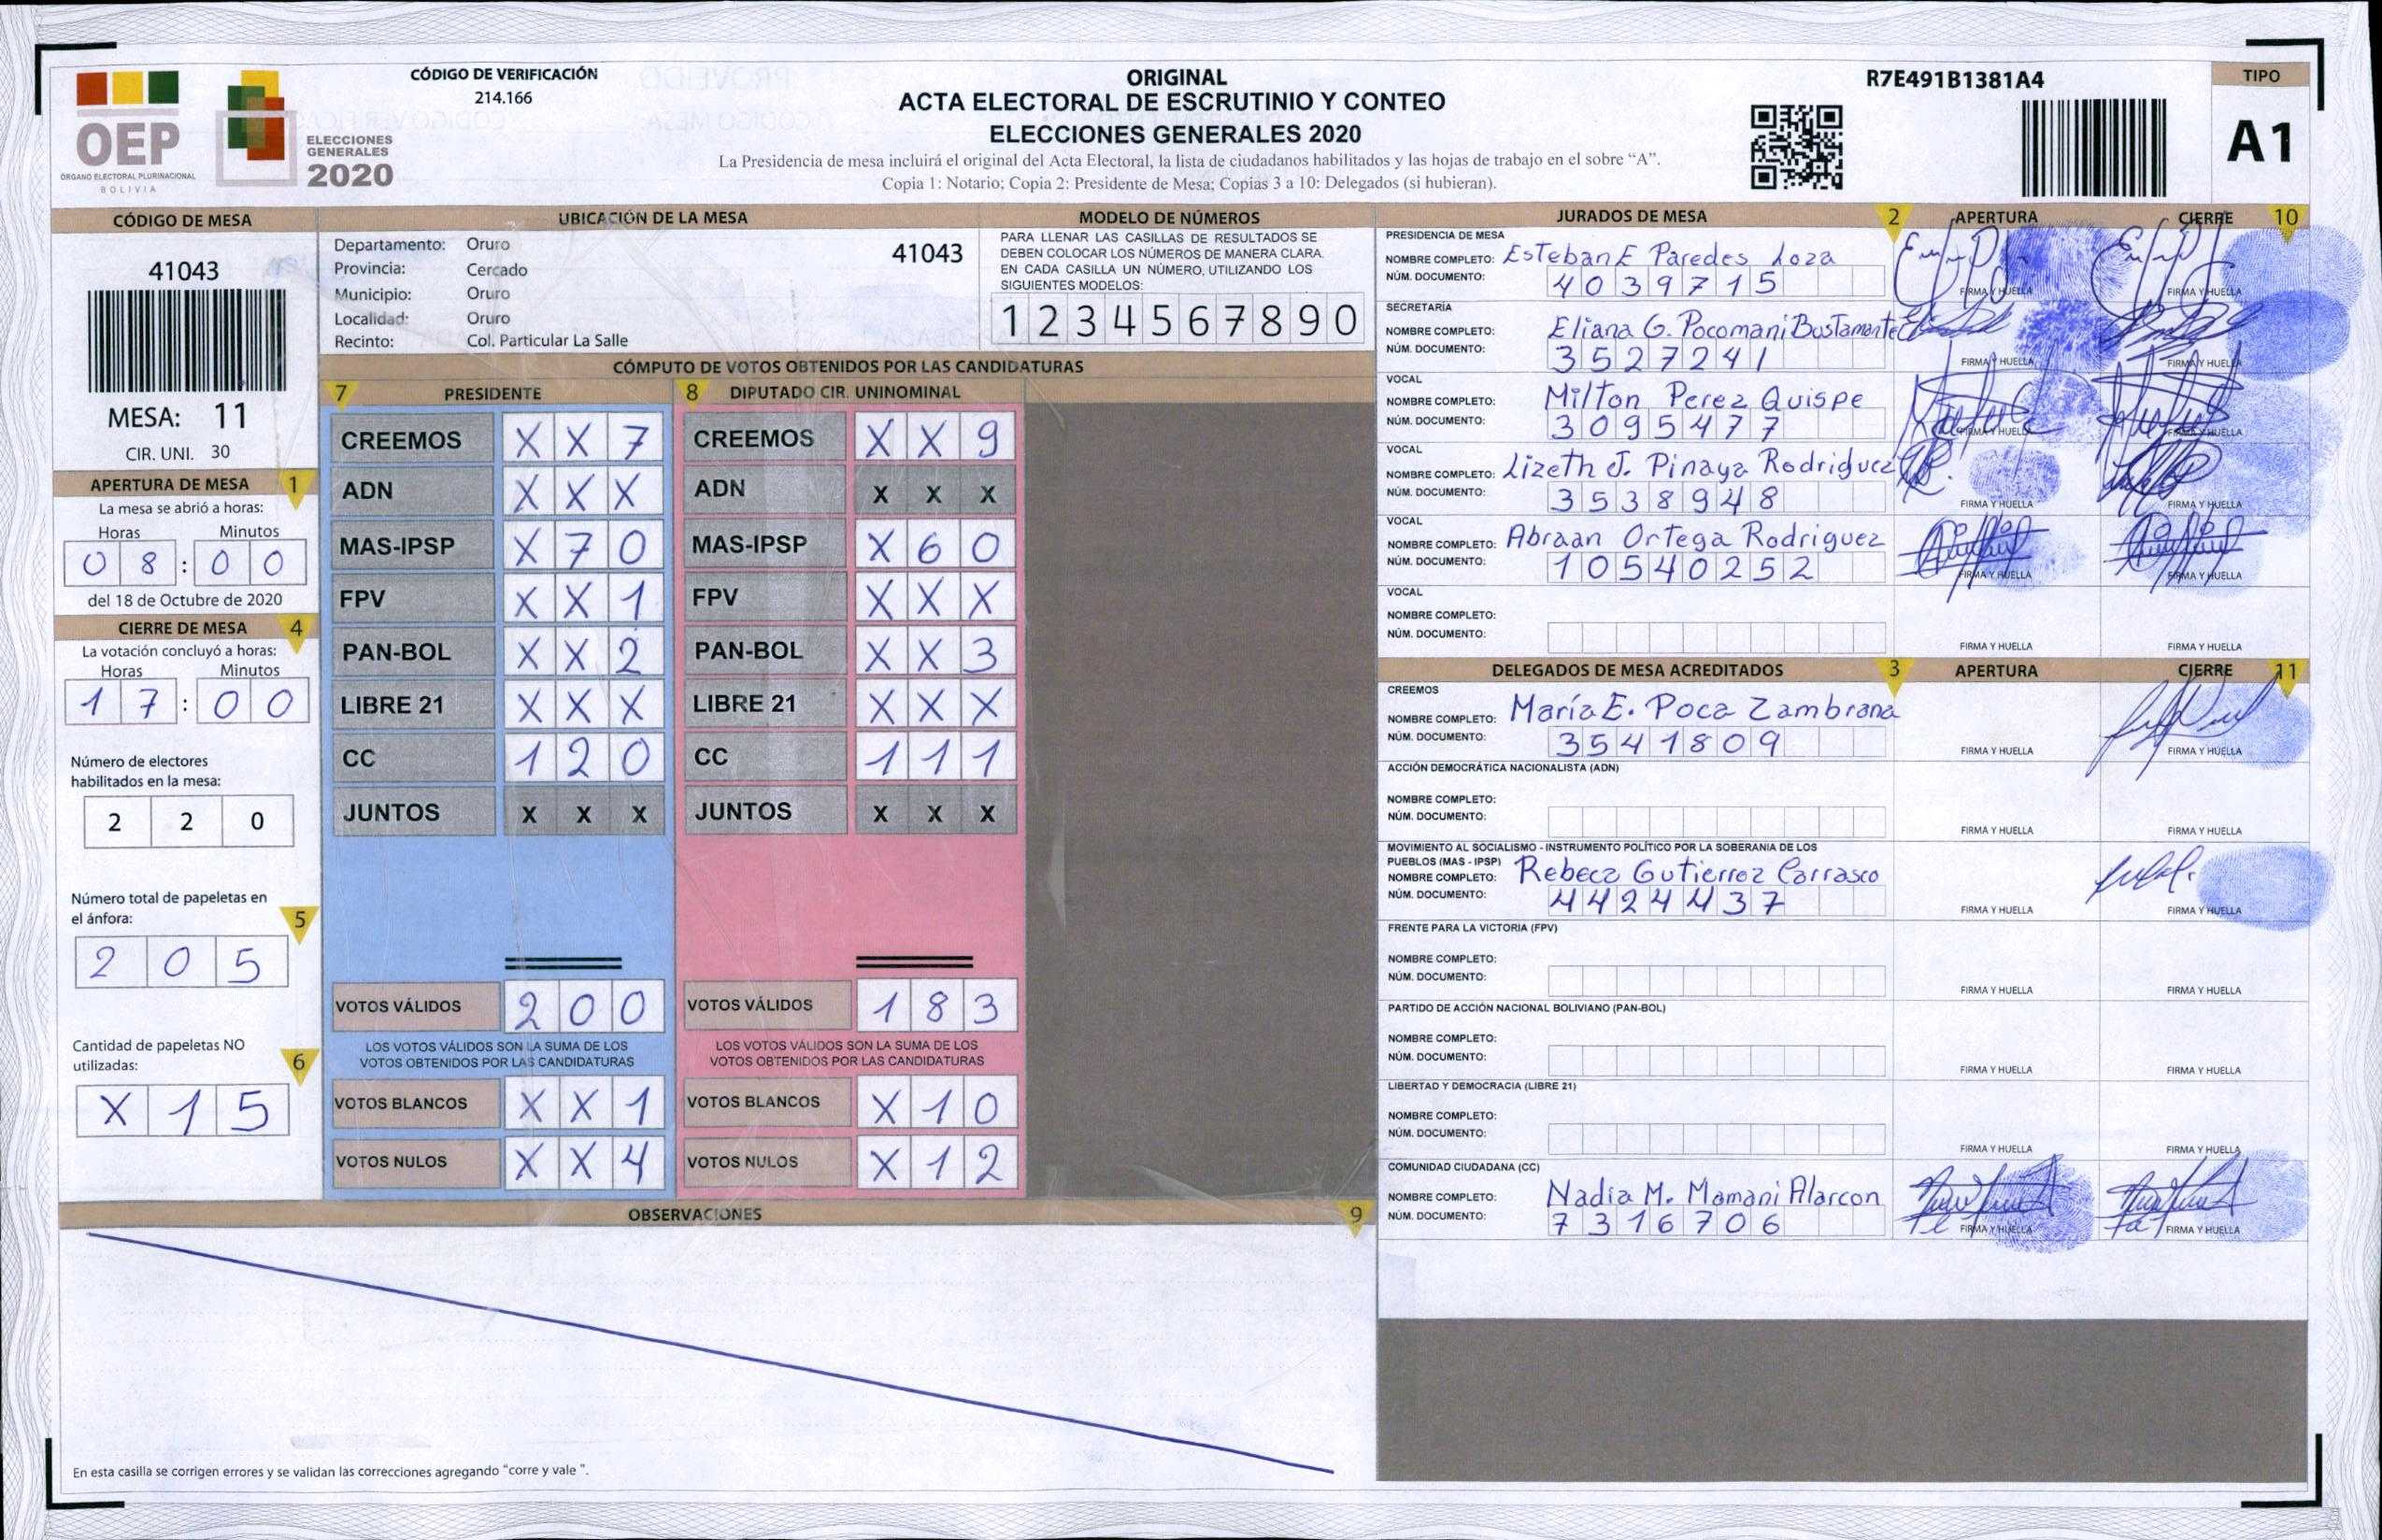 OEP
ÓRGANO ELECTORAL PLURINACIONAL
BOLIVIA
ELECCIONES
GENERALES
2020
CÓDIGO DE VERIFICACIÓN
214.166
ORIGINAL
ACTA ELECTORAL DE ESCRUTINIO Y CONTEO
ELECCIONES GENERALES 2020
La Presidencia de mesa incluirá el original del Acta Electoral, la lista de ciudadanos habilitados y las hojas de trabajo en el sobre “A”.
Copia 1: Notario; Copia 2: Presidente de Mesa; Copias 3 a 10: Delegados (si hubieran).
R7E491B1381A4
TIPO
A1
CÓDIGO DE MESA
41043
MESA: 11
CIR. UNI. 30
APERTURA DE MESA 1
La mesa se abrió a horas:
Horas Minutos
0 8 : 0 0
del 18 de Octubre de 2020
CIERRE DE MESA 4
La votación concluyó a horas:
Horas Minutos
1 7 : 0 0
Número de electores
habilitados en la mesa:
2 2 0
Número total de papeletas en
el ánfora: 5
2 0 5
Cantidad de papeletas NO
utilizadas: 6
X 1 5
UBICACIÓN DE LA MESA
Departamento: Oruro 41043
Provincia: Cercado
Municipio: Oruro
Localidad: Oruro
Recinto: Col. Particular La Salle
MODELO DE NÚMEROS
PARA LLENAR LAS CASILLAS DE RESULTADOS SE
DEBEN COLOCAR LOS NÚMEROS DE MANERA CLARA.
EN CADA CASILLA UN NÚMERO, UTILIZANDO LOS
SIGUIENTES MODELOS:
1 2 3 4 5 6 7 8 9 0
CÓMPUTO DE VOTOS OBTENIDOS POR LAS CANDIDATURAS
7 PRESIDENTE
CREEMOS X X 7
ADN X X X
MAS-IPSP X 7 0
FPV X X 1
PAN-BOL X X 2
LIBRE 21 X X X
CC 1 2 0
JUNTOS X X X
VOTOS VÁLIDOS 2 0 0
LOS VOTOS VÁLIDOS SON LA SUMA DE LOS
VOTOS OBTENIDOS POR LAS CANDIDATURAS
VOTOS BLANCOS X X 1
VOTOS NULOS X X 4
8 DIPUTADO CIR. UNINOMINAL
CREEMOS X X 9
ADN X X X
MAS-IPSP X 6 0
FPV X X X
PAN-BOL X X 3
LIBRE 21 X X X
CC 1 1 1
JUNTOS X X X
VOTOS VÁLIDOS 1 8 3
LOS VOTOS VÁLIDOS SON LA SUMA DE LOS
VOTOS OBTENIDOS POR LAS CANDIDATURAS
VOTOS BLANCOS X 1 0
VOTOS NULOS X 1 2
OBSERVACIONES 9
En esta casilla se corrigen errores y se validan las correcciones agregando “corre y vale ”.
JURADOS DE MESA 2 APERTURA CIERRE 10
PRESIDENCIA DE MESA
NOMBRE COMPLETO: Esteban E Paredes Loza
NÚM. DOCUMENTO: 4039715
FIRMA Y HUELLA FIRMA Y HUELLA
SECRETARÍA
NOMBRE COMPLETO: Eliana G. Pocomani Bustamante
NÚM. DOCUMENTO: 3527241
FIRMA Y HUELLA FIRMA Y HUELLA
VOCAL
NOMBRE COMPLETO: Milton Perez Quispe
NÚM. DOCUMENTO: 3095477
FIRMA Y HUELLA FIRMA Y HUELLA
VOCAL
NOMBRE COMPLETO: Lizeth J. Pinaya Rodriguez
NÚM. DOCUMENTO: 3538948
FIRMA Y HUELLA FIRMA Y HUELLA
VOCAL
NOMBRE COMPLETO: Abraan Ortega Rodriguez
NÚM. DOCUMENTO: 10540252
FIRMA Y HUELLA FIRMA Y HUELLA
VOCAL
NOMBRE COMPLETO:
NÚM. DOCUMENTO:
FIRMA Y HUELLA FIRMA Y HUELLA
DELEGADOS DE MESA ACREDITADOS 3 APERTURA CIERRE 11
CREEMOS
NOMBRE COMPLETO: María E. Poca Zambrana
NÚM. DOCUMENTO: 3541809
FIRMA Y HUELLA FIRMA Y HUELLA
ACCIÓN DEMOCRÁTICA NACIONALISTA (ADN)
NOMBRE COMPLETO:
NÚM. DOCUMENTO:
FIRMA Y HUELLA FIRMA Y HUELLA
MOVIMIENTO AL SOCIALISMO - INSTRUMENTO POLÍTICO POR LA SOBERANIA DE LOS
PUEBLOS (MAS - IPSP)
NOMBRE COMPLETO: Rebeca Gutierrez Carrasco
NÚM. DOCUMENTO: 4424437
FIRMA Y HUELLA FIRMA Y HUELLA
FRENTE PARA LA VICTORIA (FPV)
NOMBRE COMPLETO:
NÚM. DOCUMENTO:
FIRMA Y HUELLA FIRMA Y HUELLA
PARTIDO DE ACCIÓN NACIONAL BOLIVIANO (PAN-BOL)
NOMBRE COMPLETO:
NÚM. DOCUMENTO:
FIRMA Y HUELLA FIRMA Y HUELLA
LIBERTAD Y DEMOCRACIA (LIBRE 21)
NOMBRE COMPLETO:
NÚM. DOCUMENTO:
FIRMA Y HUELLA FIRMA Y HUELLA
COMUNIDAD CIUDADANA (CC)
NOMBRE COMPLETO: Nadia M. Mamani Alarcon
NÚM. DOCUMENTO: 7316706
FIRMA Y HUELLA FIRMA Y HUELLA